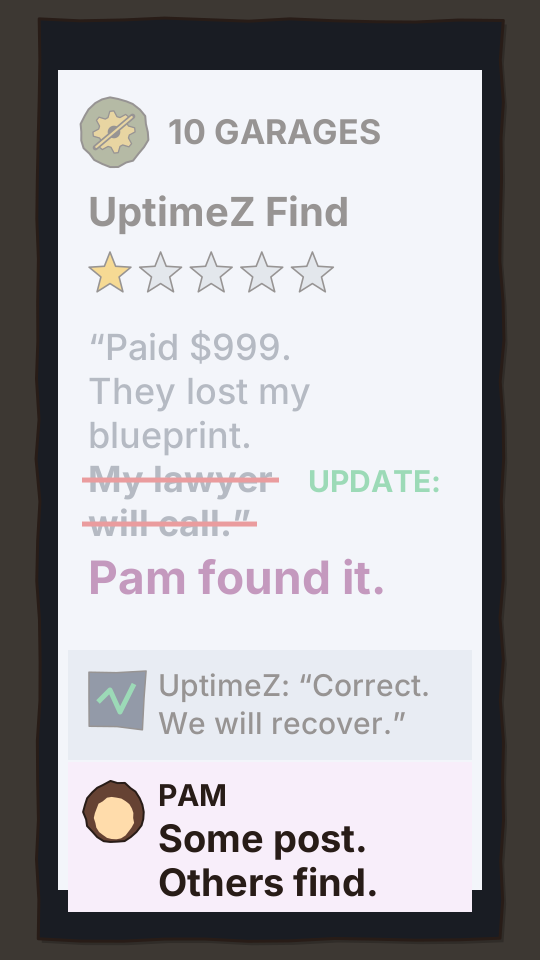 10 GARAGES
UptimeZ Find
“Paid $999.
They lost my
blueprint.
My lawyer UPDATE:
will call.”
Pam found it.
UptimeZ: “Correct.
We will recover.”
PAM
Some post.
Others find.